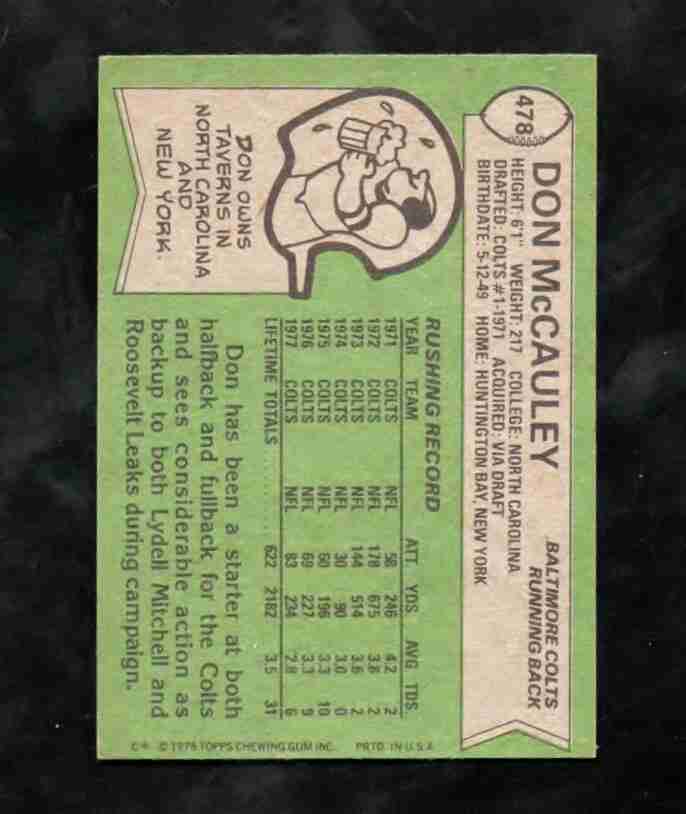 478
DON McCAULEY
BALTIMORE COLTS
RUNNING BACK
HEIGHT: 6'1" WEIGHT: 217 COLLEGE: NORTH CAROLINA
DRAFTED: COLTS #1-1971 ACQUIRED: VIA DRAFT
BIRTHDATE: 5-12-49 HOME: HUNTINGTON BAY, NEW YORK
DON OWNS
TAVERNS IN
NORTH CAROLINA
AND
NEW YORK.
RUSHING RECORD
YEAR TEAM ATT. YDS. AVG. TDS.
1971 COLTS NFL 58 246 4.2 2
1972 COLTS NFL 178 675 3.8 2
1973 COLTS NFL 144 514 3.6 2
1974 COLTS NFL 30 90 3.0 0
1975 COLTS NFL 60 196 3.3 10
1976 COLTS NFL 69 227 3.3 9
1977 COLTS NFL 83 234 2.8 6
LIFETIME TOTALS 622 2182 3.5 31
Don has been a starter at both
halfback and fullback for the Colts
and sees considerable action as
backup to both Lydell Mitchell and
Roosevelt Leaks during campaign.
C* © 1978 TOPPS CHEWING GUM INC. PRTD. IN U.S.A.